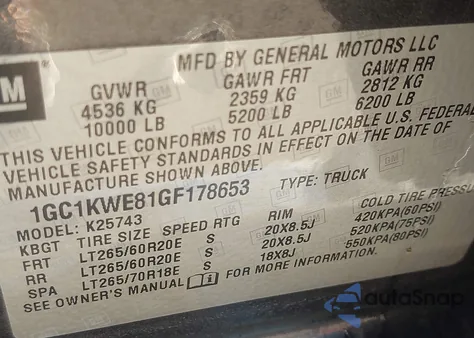 GM
MFD BY GENERAL MOTORS LLC
GVWR GAWR FRT GAWR RR
4536 KG 2359 KG 2812 KG
10000 LB 5200 LB 6200 LB
THIS VEHICLE CONFORMS TO ALL APPLICABLE U.S. FEDERAL
VEHICLE SAFETY STANDARDS IN EFFECT ON THE DATE OF
MANUFACTURE SHOWN ABOVE.
1GC1KWE81GF178653 TYPE: TRUCK
MODEL: K25743
KBGT TIRE SIZE SPEED RTG RIM COLD TIRE PRESS
FRT LT265/60R20E S 20X8.5J 420KPA(60PSI)
RR LT265/60R20E S 20X8.5J 520KPA(75PSI)
SPA LT265/70R18E S 18X8J 550KPA(80PSI)
SEE OWNER'S MANUAL FOR MORE INFORMATION.
autoSnap